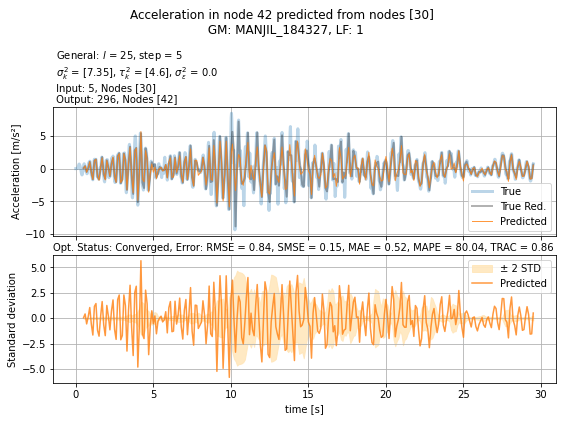 Acceleration in node 42 predicted from nodes [30]
GM: MANJIL_184327, LF: 1
General: l = 25, step = 5
σ²ₖ = [7.35], τ²ₖ = [4.6], σ²ε = 0.0
Input: 5, Nodes [30]
Output: 296, Nodes [42]
Acceleration [m/s²]
5
0
−5
−10
True
True Red.
Predicted
Opt. Status: Converged, Error: RMSE = 0.84, SMSE = 0.15, MAE = 0.52, MAPE = 80.04, TRAC = 0.86
Standard deviation
5.0
2.5
0.0
−2.5
−5.0
± 2 STD
Predicted
0 5 10 15 20 25 30
time [s]